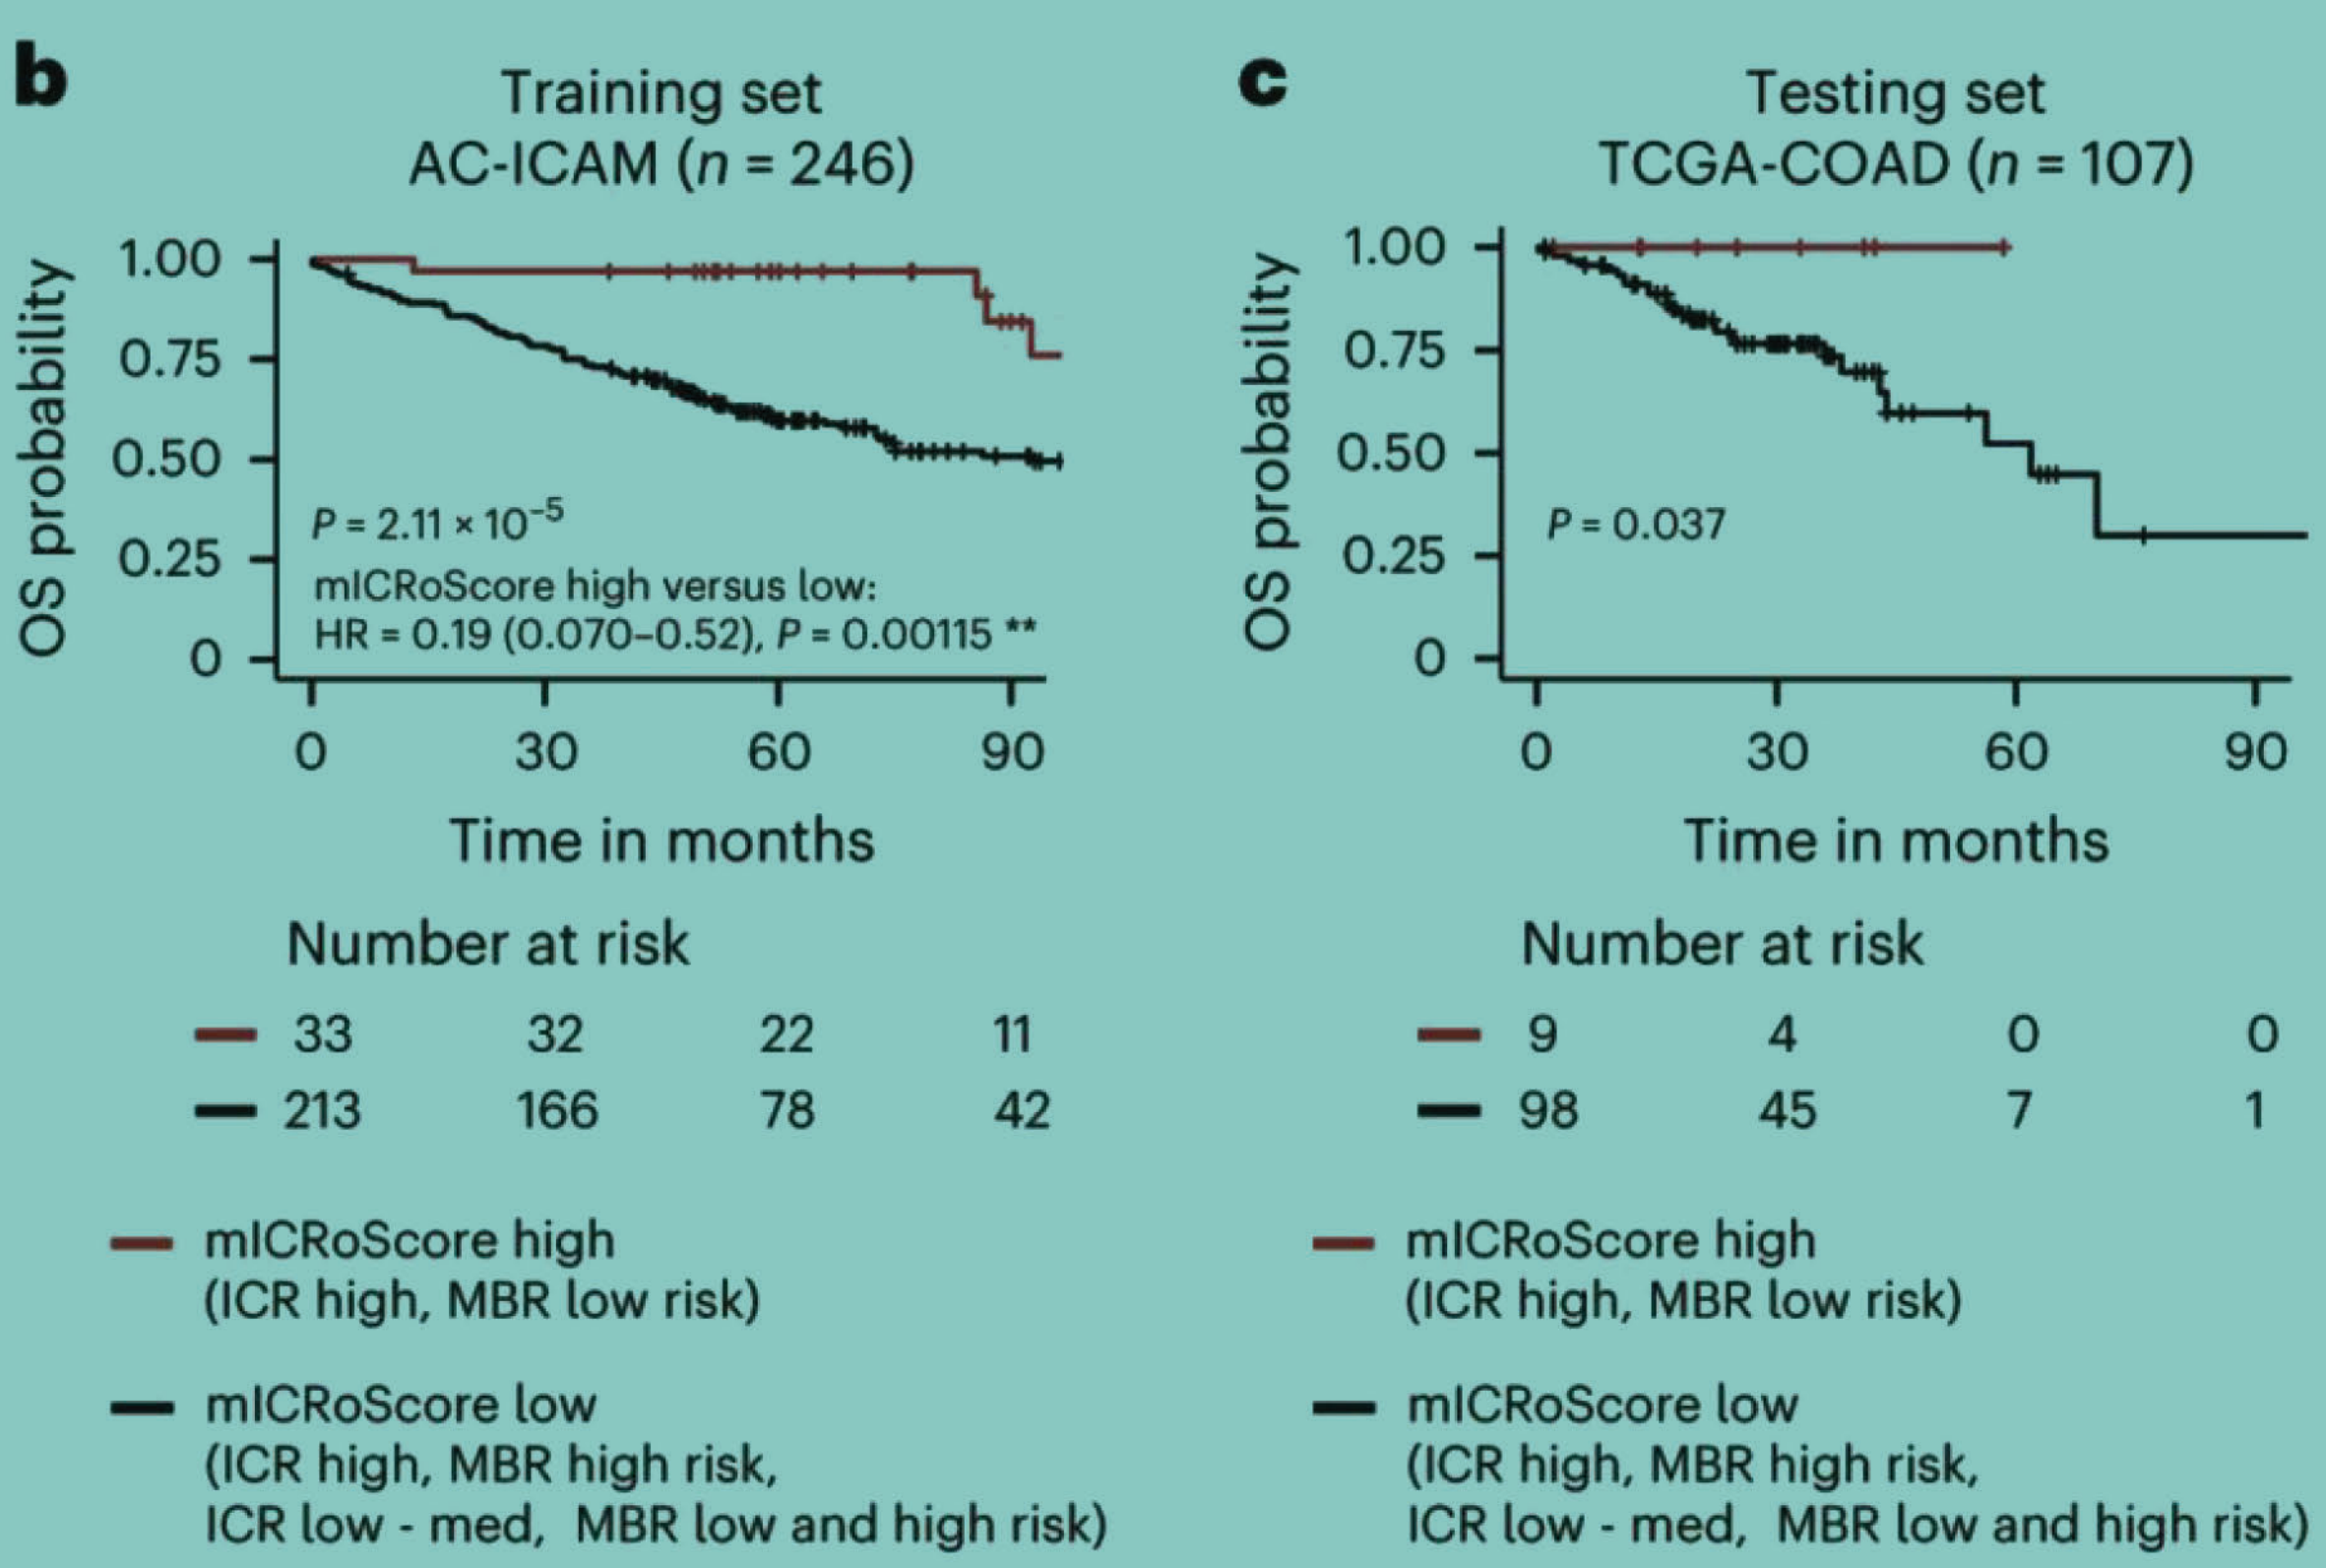 b
Training set
AC-ICAM (n = 246)
OS probability
1.00
0.75
0.50
0.25
0
P = 2.11 × 10⁻⁵
mICRoScore high versus low:
HR = 0.19 (0.070–0.52), P = 0.00115 **
0 30 60 90
Time in months
Number at risk
33 32 22 11
213 166 78 42
mICRoScore high
(ICR high, MBR low risk)
mICRoScore low
(ICR high, MBR high risk,
ICR low - med, MBR low and high risk)
c
Testing set
TCGA-COAD (n = 107)
OS probability
1.00
0.75
0.50
0.25
0
P = 0.037
0 30 60 90
Time in months
Number at risk
9 4 0 0
98 45 7 1
mICRoScore high
(ICR high, MBR low risk)
mICRoScore low
(ICR high, MBR high risk,
ICR low - med, MBR low and high risk)